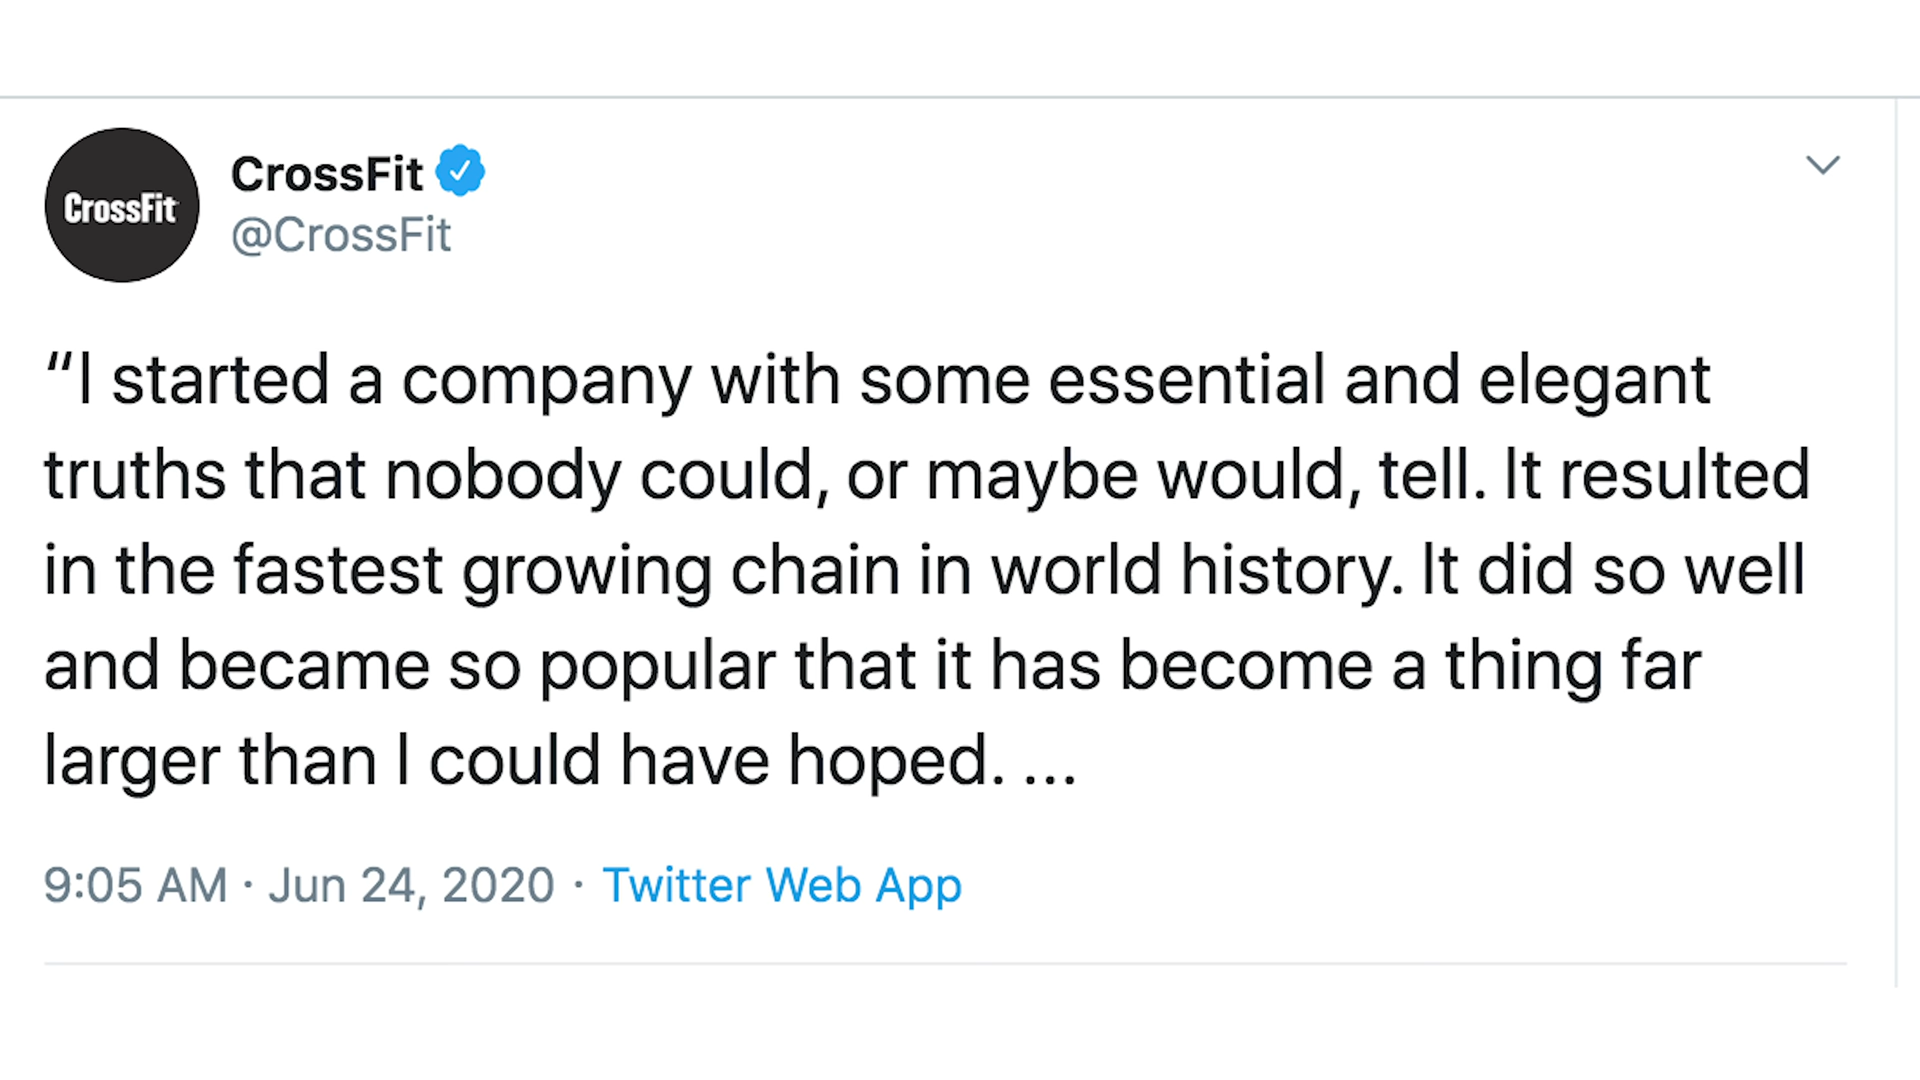 CrossFit
CrossFit
@CrossFit
“I started a company with some essential and elegant
truths that nobody could, or maybe would, tell. It resulted
in the fastest growing chain in world history. It did so well
and became so popular that it has become a thing far
larger than I could have hoped. ...
9:05 AM · Jun 24, 2020 · Twitter Web App